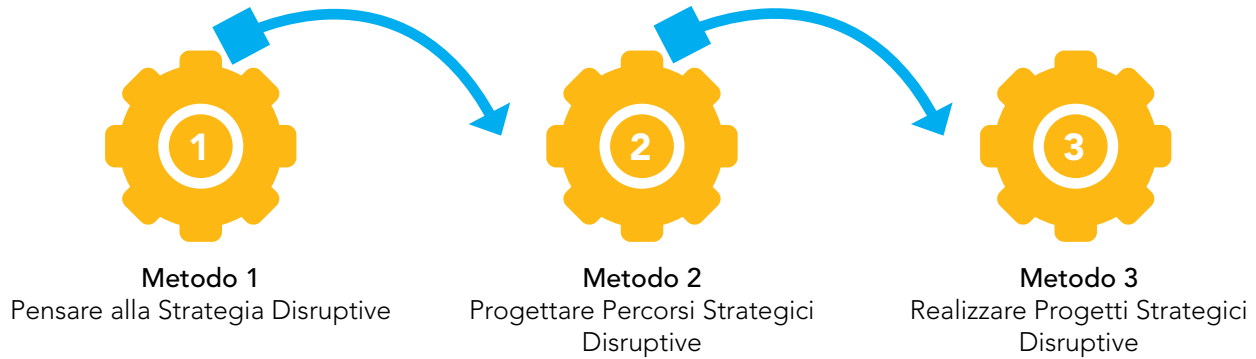 1
2
3
Metodo 1
Pensare alla Strategia Disruptive
Metodo 2
Progettare Percorsi Strategici
Disruptive
Metodo 3
Realizzare Progetti Strategici
Disruptive